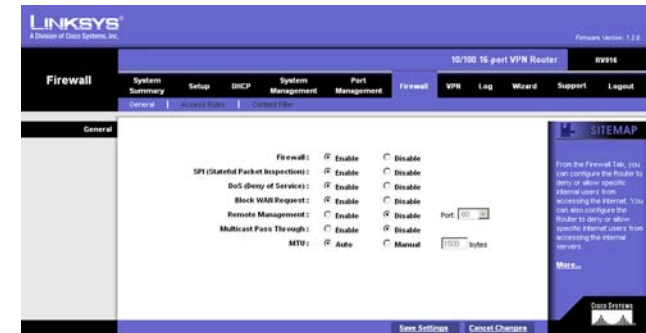 LINKSYS®
A Division of Cisco Systems, Inc.
Firmware Version: 1.2.0
10/100 16-port VPN Router
RV016
Firewall
System Summary
Setup
DHCP
System Management
Port Management
Firewall
VPN
Log
Wizard
Support
Logout
General | Access Rules | Content Filter
General
SITEMAP
Firewall : Enable Disable
SPI (Stateful Packet Inspection) : Enable Disable
DoS (Deny of Service) : Enable Disable
Block WAN Request : Enable Disable
Remote Management : Enable Disable Port: 80
Multicast Pass Through : Enable Disable
MTU : Auto Manual 1500 bytes
From the Firewall Tab, you
can configure the Router to
deny or allow specific
internal users from
accessing the Internet. You
can also configure the
Router to deny or allow
specific Internet users from
accessing the internal
servers.
More...
Save Settings
Cancel Changes
CISCO SYSTEMS